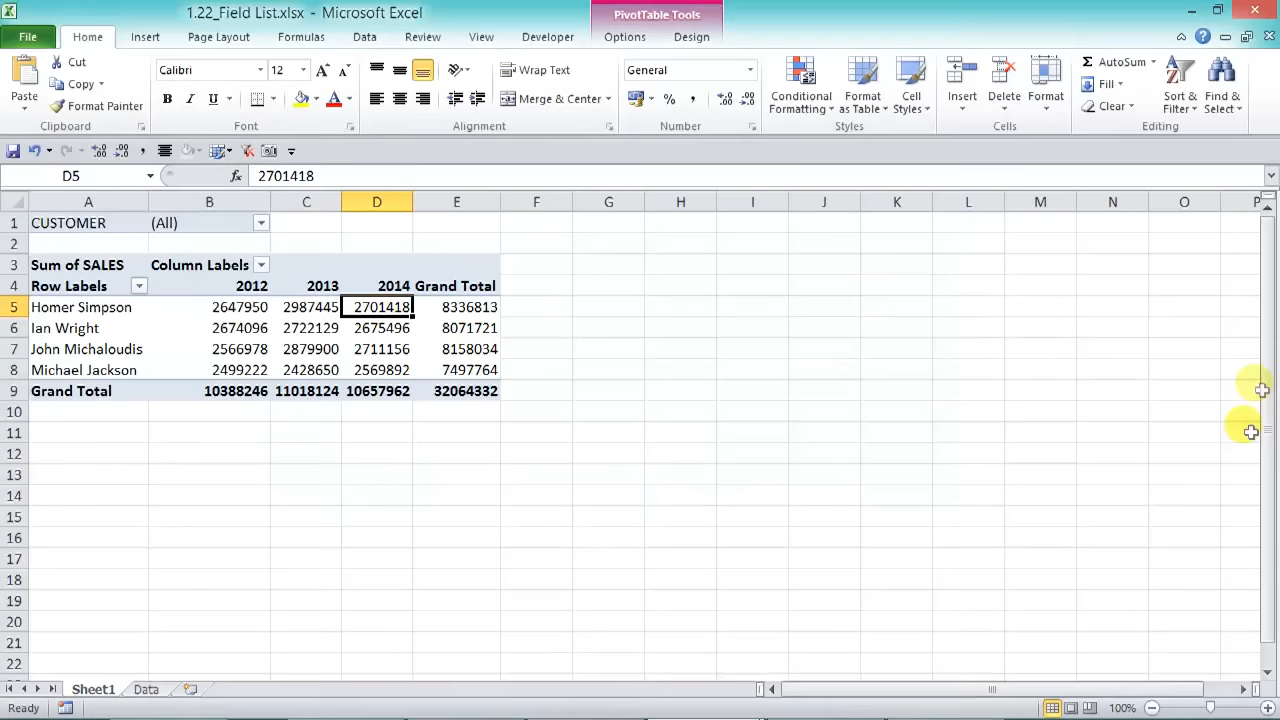 1.22_Field List.xlsx - Microsoft Excel
PivotTable Tools
File Home Insert Page Layout Formulas Data Review View Developer Options Design
Paste
Cut
Copy
Format Painter
Clipboard
Calibri 12
B I U
Font
Wrap Text
Merge & Center
Alignment
General
%
Number
Conditional Formatting
Format as Table
Cell Styles
Styles
Insert
Delete
Format
Cells
AutoSum
Fill
Clear
Sort & Filter
Find & Select
Editing
D5 fx 2701418
A B C D E F G H I J K L M N O P
1 CUSTOMER (All)
2
3 Sum of SALES Column Labels
4 Row Labels 2012 2013 2014 Grand Total
5 Homer Simpson 2647950 2987445 2701418 8336813
6 Ian Wright 2674096 2722129 2675496 8071721
7 John Michaloudis 2566978 2879900 2711156 8158034
8 Michael Jackson 2499222 2428650 2569892 7497764
9 Grand Total 10388246 11018124 10657962 32064332
10
11
12
13
14
15
16
17
18
19
20
21
22
Sheet1 Data
Ready 100%